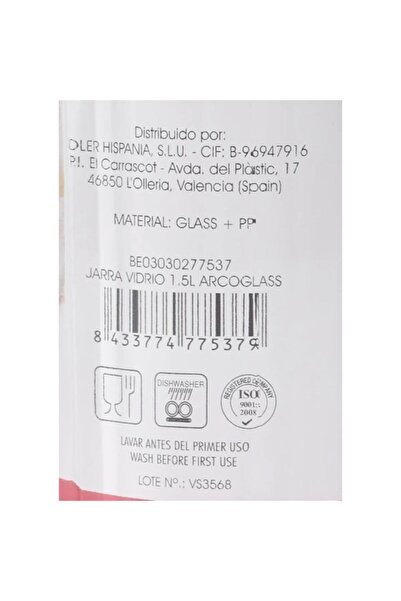 Distribuido por:
OLER HISPANIA, S.L.U. - CIF: B-96947916
P.I. El Carrascot - Avda. del Plàstic, 17
46850 L'Olleria, Valencia (Spain)
MATERIAL: GLASS + PP
BE03030277537
JARRA VIDRIO 1.5L ARCOGLASS
8 433774 775379
DISHWASHER
REGISTERED COMPANY
ISO
9001::
2008
LAVAR ANTES DEL PRIMER USO
WASH BEFORE FIRST USE
LOTE Nº.: VS3568